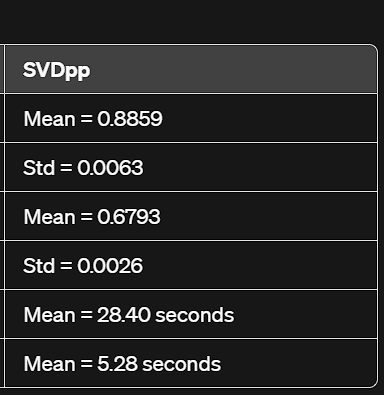 SVDpp
Mean = 0.8859
Std = 0.0063
Mean = 0.6793
Std = 0.0026
Mean = 28.40 seconds
Mean = 5.28 seconds